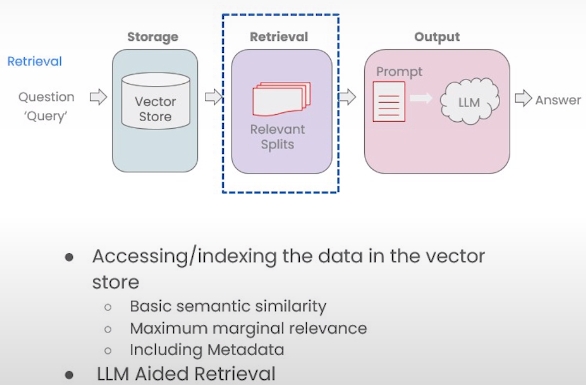 Storage
Retrieval
Output
Retrieval
Question
'Query'
Vector
Store
Relevant
Splits
Prompt
LLM
Answer
● Accessing/indexing the data in the vector
store
○ Basic semantic similarity
○ Maximum marginal relevance
○ Including Metadata
● LLM Aided Retrieval